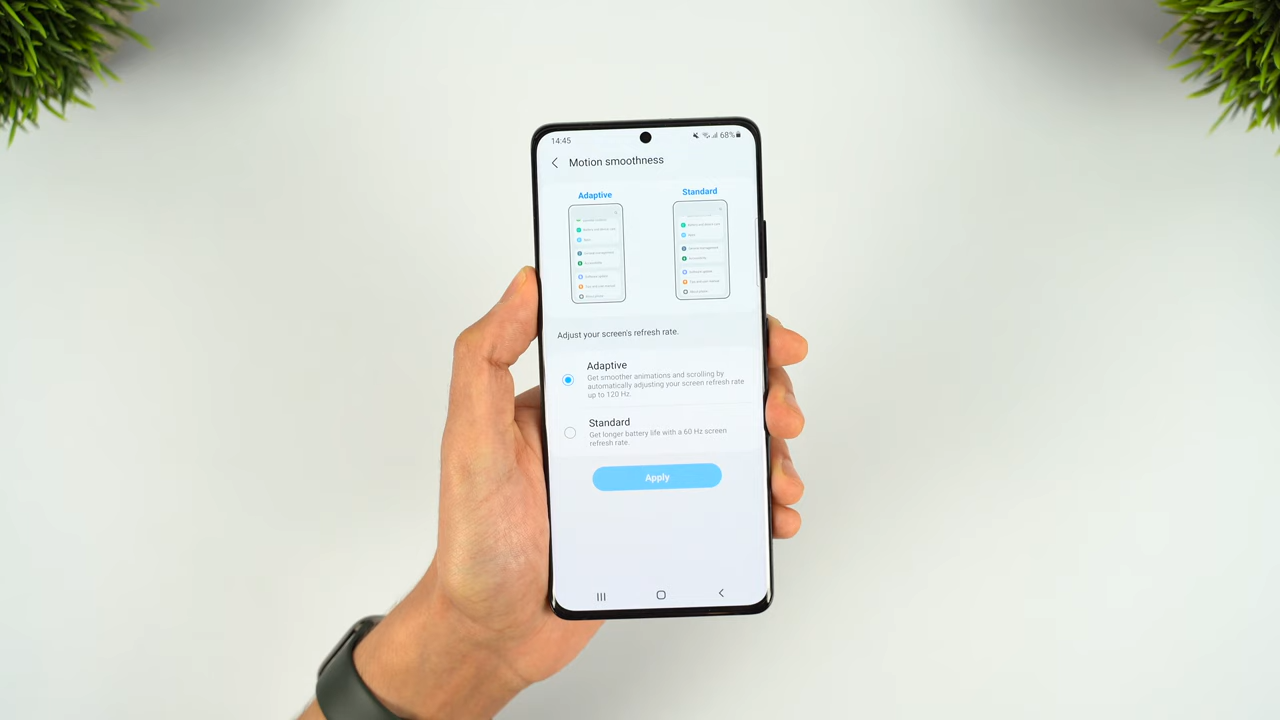 14:45
68%
Motion smoothness
Adaptive
Standard
Adjust your screen's refresh rate.
Adaptive
Get smoother animations and scrolling by
automatically adjusting your screen refresh rate
up to 120 Hz.
Standard
Get longer battery life with a 60 Hz screen
refresh rate.
Apply